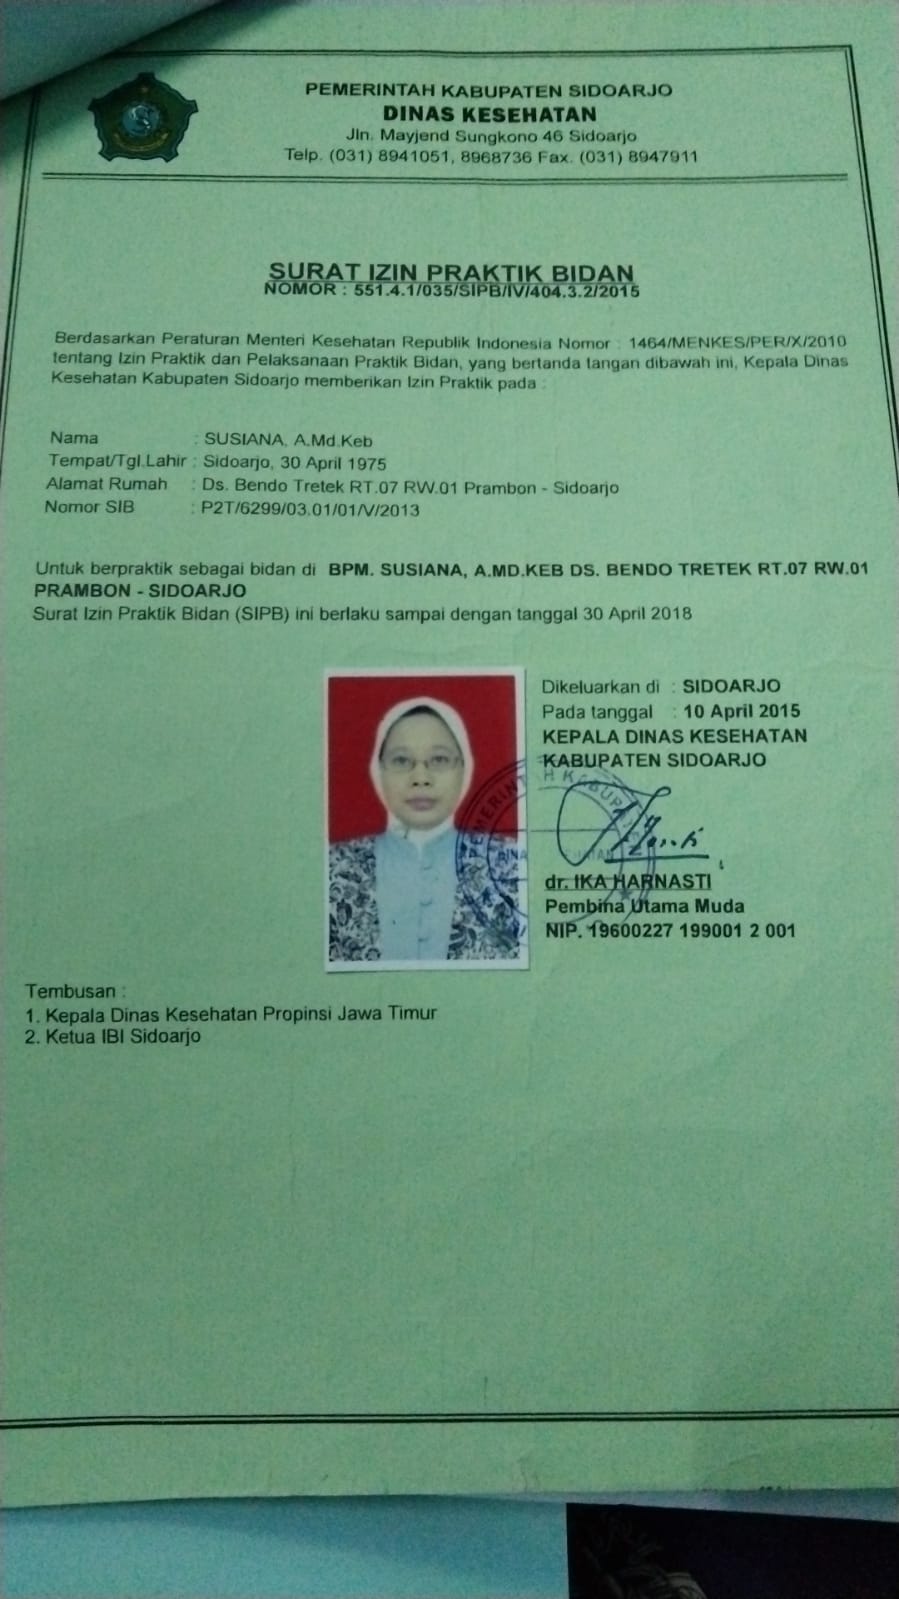 PEMERINTAH KABUPATEN SIDOARJO
DINAS KESEHATAN
Jln. Mayjend Sungkono 46 Sidoarjo
Telp. (031) 8941051, 8968736 Fax. (031) 8947911
SURAT IZIN PRAKTIK BIDAN
NOMOR : 551.4.1/035/SIPB/IV/404.3.2/2015
Berdasarkan Peraturan Menteri Kesehatan Republik Indonesia Nomor : 1464/MENKES/PER/X/2010
tentang Izin Praktik dan Pelaksanaan Praktik Bidan, yang bertanda tangan dibawah ini, Kepala Dinas
Kesehatan Kabupaten Sidoarjo memberikan Izin Praktik pada :
Nama : SUSIANA, A.Md.Keb
Tempat/Tgl.Lahir : Sidoarjo, 30 April 1975
Alamat Rumah : Ds. Bendo Tretek RT.07 RW.01 Prambon - Sidoarjo
Nomor SIB : P2T/6299/03.01/01/V/2013
Untuk berpraktik sebagai bidan di BPM. SUSIANA, A.MD.KEB DS. BENDO TRETEK RT.07 RW.01
PRAMBON - SIDOARJO
Surat Izin Praktik Bidan (SIPB) ini berlaku sampai dengan tanggal 30 April 2018
Dikeluarkan di : SIDOARJO
Pada tanggal : 10 April 2015
KEPALA DINAS KESEHATAN
KABUPATEN SIDOARJO
dr. IKA HARNASTI
Pembina Utama Muda
NIP. 19600227 199001 2 001
Tembusan :
1. Kepala Dinas Kesehatan Propinsi Jawa Timur
2. Ketua IBI Sidoarjo